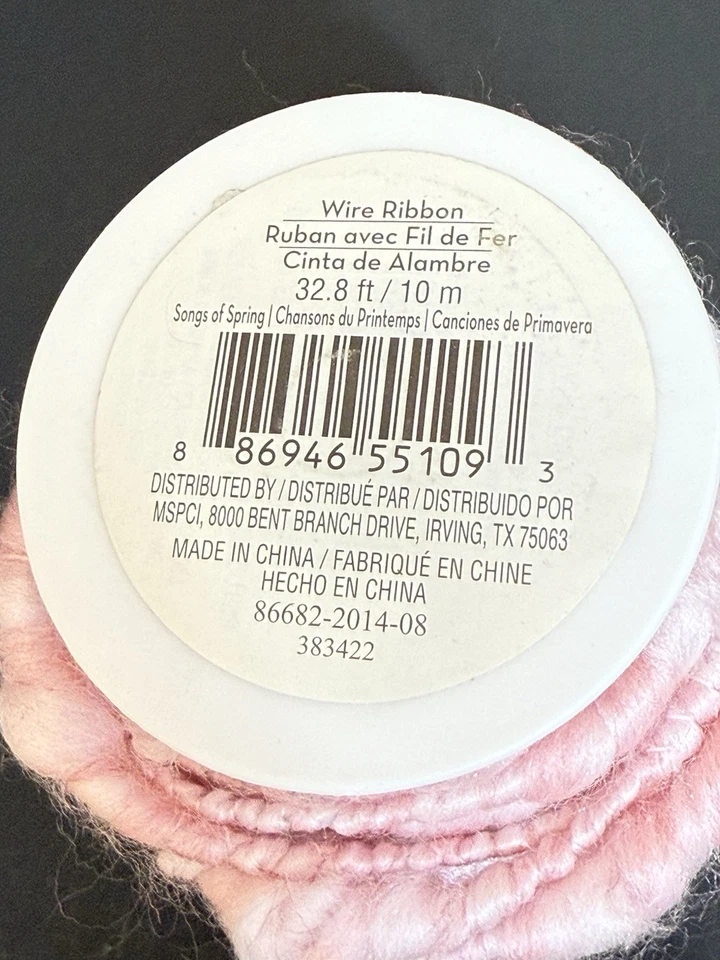 Wire Ribbon
Ruban avec Fil de Fer
Cinta de Alambre
32.8 ft / 10 m
Songs of Spring | Chansons du Printemps | Canciones de Primavera
8 86946 55109 3
DISTRIBUTED BY / DISTRIBUÉ PAR / DISTRIBUIDO POR
MSPCI, 8000 BENT BRANCH DRIVE, IRVING, TX 75063
MADE IN CHINA / FABRIQUÉ EN CHINE
HECHO EN CHINA
86682-2014-08
383422